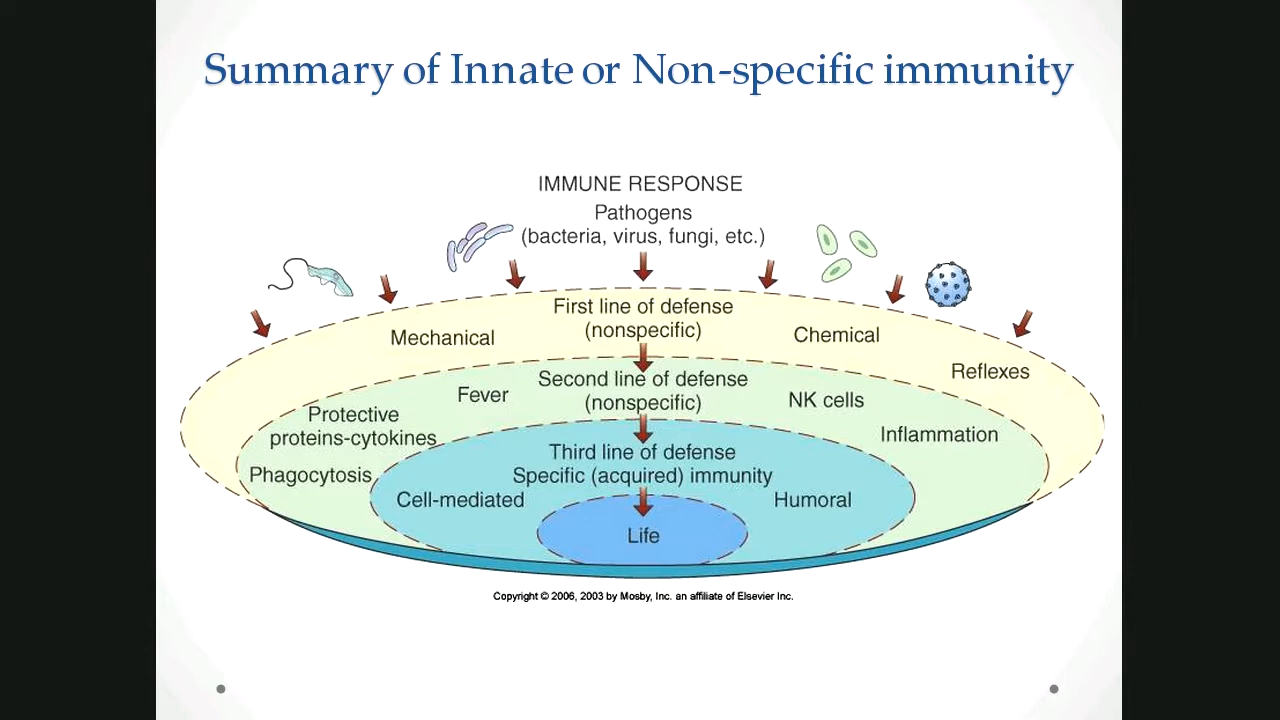 Summary of Innate or Non-specific immunity
IMMUNE RESPONSE
Pathogens
(bacteria, virus, fungi, etc.)
First line of defense
(nonspecific)
Mechanical
Chemical
Reflexes
Second line of defense
(nonspecific)
Fever
NK cells
Protective
proteins-cytokines
Inflammation
Phagocytosis
Third line of defense
Specific (acquired) immunity
Cell-mediated
Humoral
Life
Copyright © 2006, 2003 by Mosby, Inc. an affiliate of Elsevier Inc.